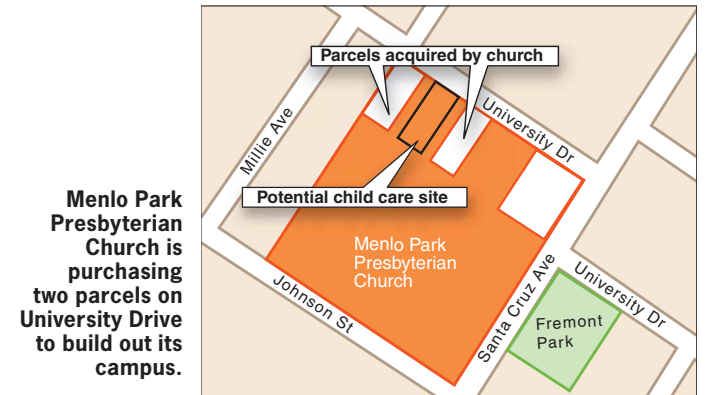 Menlo Park
Presbyterian
Church is
purchasing
two parcels on
University Drive
to build out its
campus.
Parcels acquired by church
University Dr
Millie Ave
Potential child care site
Menlo Park
Presbyterian
Church
Johnson St
Santa Cruz Ave
University Dr
Fremont
Park